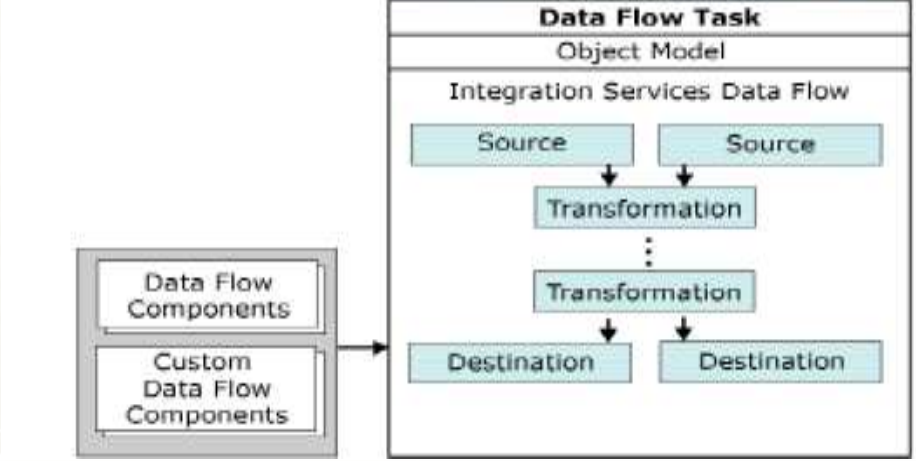 Data Flow Task
Object Model
Integration Services Data Flow
Source
Source
Transformation
Transformation
Destination
Destination
Data Flow
Components
Custom
Data Flow
Components